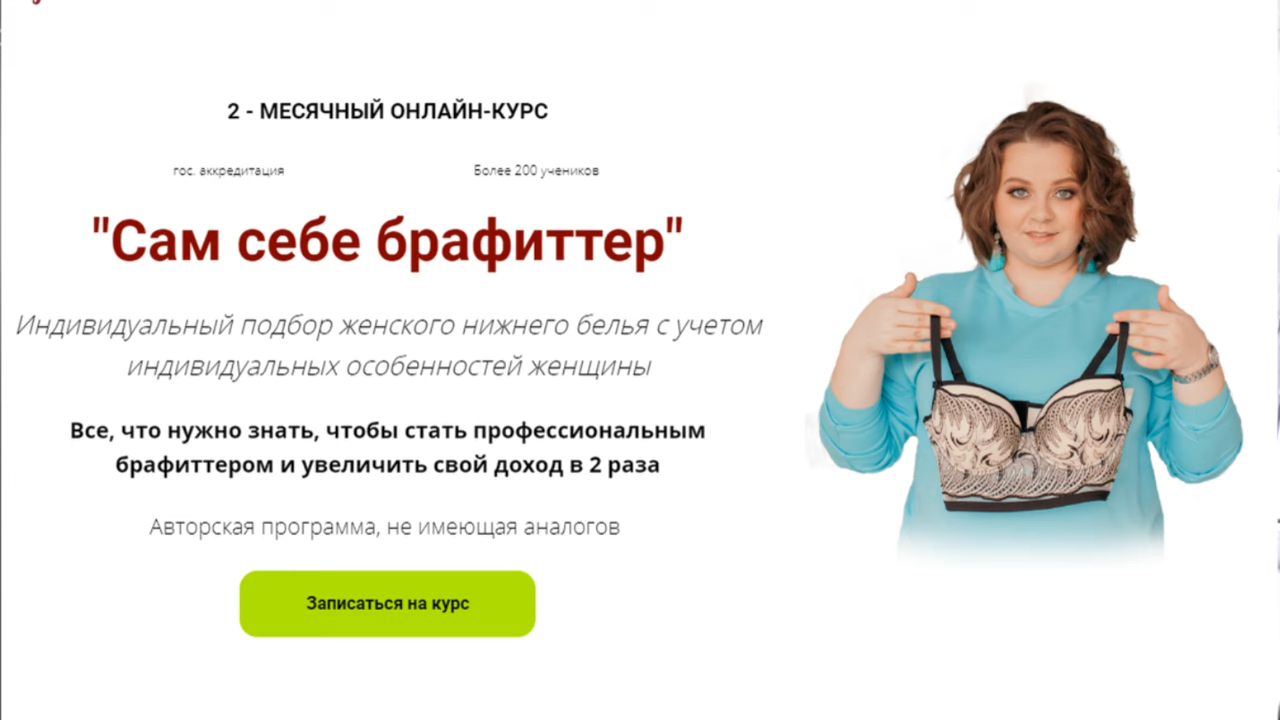 2 - МЕСЯЧНЫЙ ОНЛАЙН-КУРС
гос. аккредитация
Более 200 учеников
"Сам себе брафиттер"
Индивидуальный подбор женского нижнего белья с учетом
индивидуальных особенностей женщины
Все, что нужно знать, чтобы стать профессиональным
брафиттером и увеличить свой доход в 2 раза
Авторская программа, не имеющая аналогов
Записаться на курс